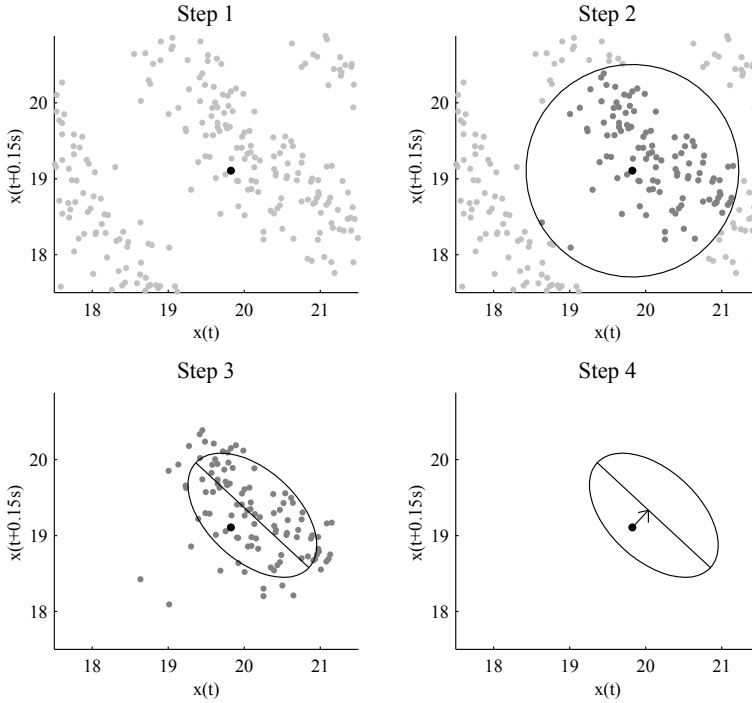 Step 1
20
19
18
x(t+0.15s)
18 19 20 21
x(t)
Step 2
20
19
18
x(t+0.15s)
18 19 20 21
x(t)
Step 3
20
19
18
x(t+0.15s)
18 19 20 21
x(t)
Step 4
20
19
18
x(t+0.15s)
18 19 20 21
x(t)